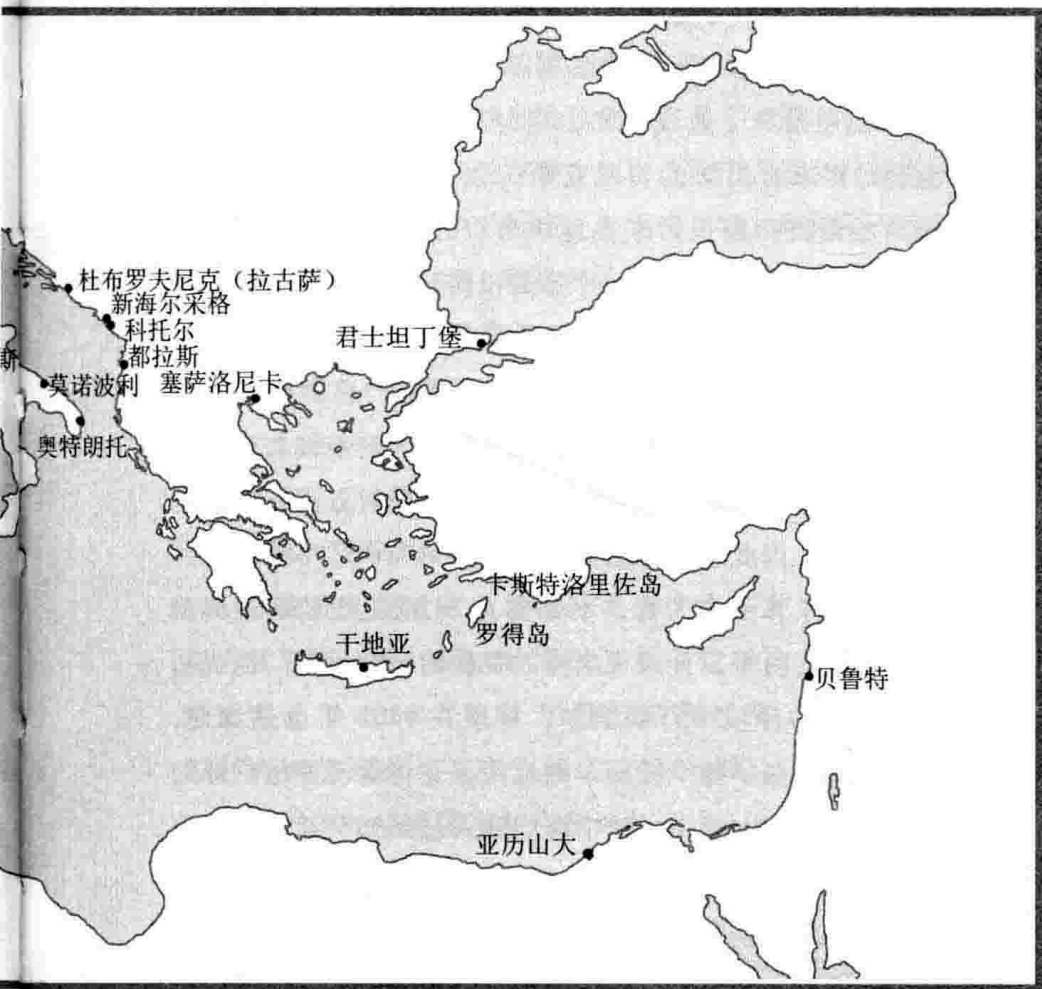 杜布罗夫尼克（拉古萨）
新海尔采格
科托尔
君士坦丁堡
都拉斯
斯
莫诺波利
塞萨洛尼卡
奥特朗托
卡斯特洛里佐岛
罗得岛
干地亚
贝鲁特
亚历山大